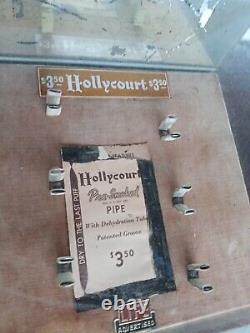 $3.50 Hollycourt $3.50
Hollycourt
Pre-Smoked
PIPE
With Dehydration Tube
Patented Groove
$3.50
DRY TO THE LAST PUFF
ADVERTISED